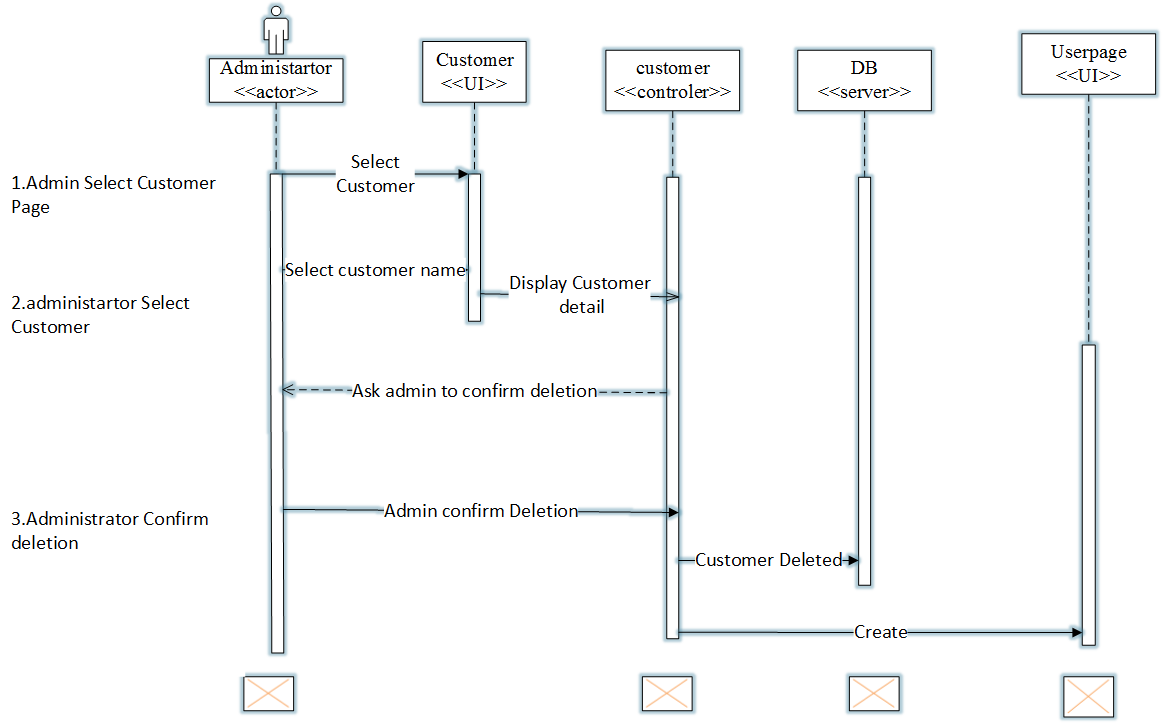 Administartor
<<actor>>
Customer
<<UI>>
customer
<<controler>>
DB
<<server>>
Userpage
<<UI>>
1.Admin Select Customer
Page
Select
Customer
2.administartor Select
Customer
Select customer name
Display Customer
detail
Ask admin to confirm deletion
3.Administrator Confirm
deletion
Admin confirm Deletion
Customer Deleted
Create